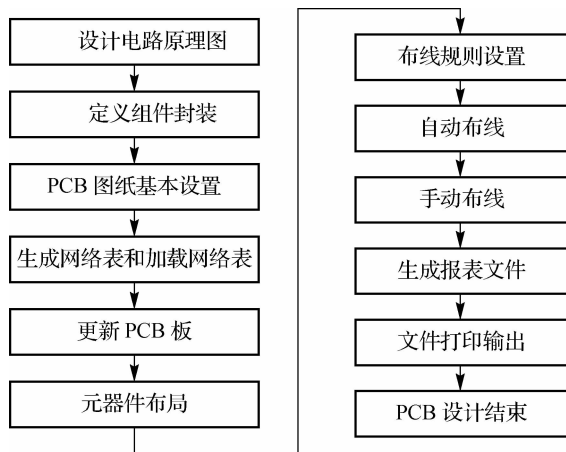 设计电路原理图
定义组件封装
PCB 图纸基本设置
生成网络表和加载网络表
更新 PCB 板
元器件布局
布线规则设置
自动布线
手动布线
生成报表文件
文件打印输出
PCB 设计结束